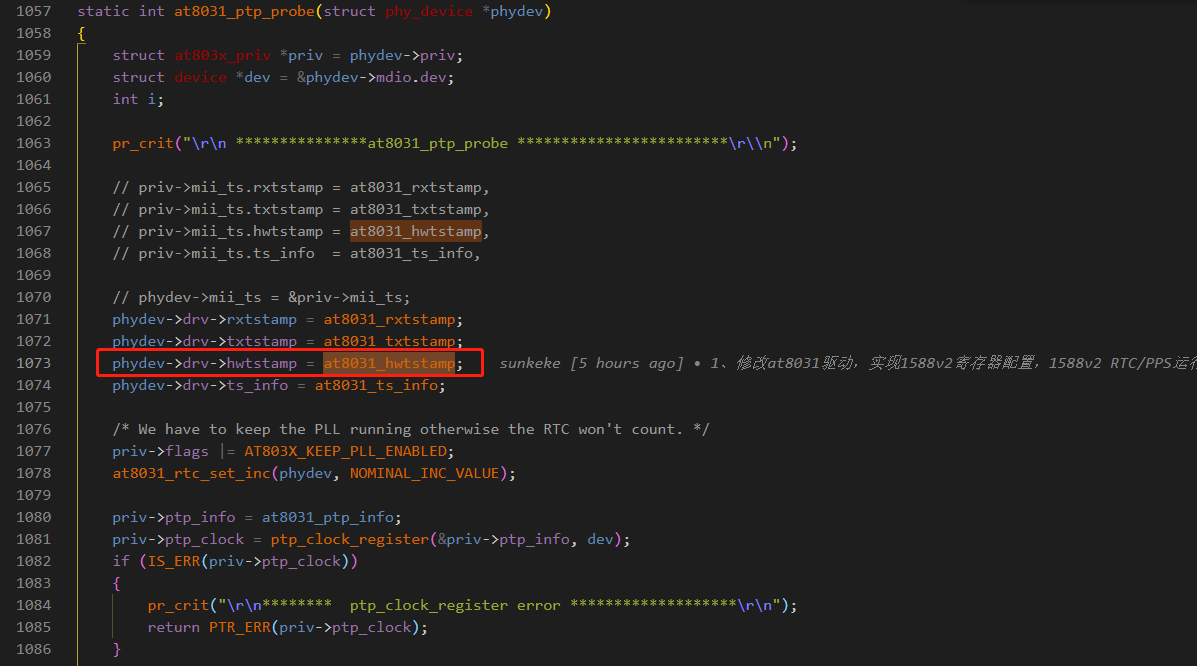 1057 static int at8031_ptp_probe(struct phy_device *phydev)
1058 {
1059     struct at803x_priv *priv = phydev->priv;
1060     struct device *dev = &phydev->mdio.dev;
1061     int i;
1062
1063     pr_crit("\r\n ***************at8031_ptp_probe ************************\r\\n");
1064
1065     // priv->mii_ts.rxtstamp = at8031_rxtstamp,
1066     // priv->mii_ts.txtstamp = at8031_txtstamp,
1067     // priv->mii_ts.hwtstamp = at8031_hwtstamp,
1068     // priv->mii_ts.ts_info  = at8031_ts_info,
1069
1070     // phydev->mii_ts = &priv->mii_ts;
1071     phydev->drv->rxtstamp = at8031_rxtstamp;
1072     phydev->drv->txtstamp = at8031_txtstamp;
1073     phydev->drv->hwtstamp = at8031_hwtstamp;     sunkeke [5 hours ago] • 1、修改at8031驱动，实现1588v2寄存器配置，1588v2 RTC/PPS运行
1074     phydev->drv->ts_info = at8031_ts_info;
1075
1076     /* We have to keep the PLL running otherwise the RTC won't count. */
1077     priv->flags |= AT803X_KEEP_PLL_ENABLED;
1078     at8031_rtc_set_inc(phydev, NOMINAL_INC_VALUE);
1079
1080     priv->ptp_info = at8031_ptp_info;
1081     priv->ptp_clock = ptp_clock_register(&priv->ptp_info, dev);
1082     if (IS_ERR(priv->ptp_clock))
1083     {
1084         pr_crit("\r\n********  ptp_clock_register error *******************\r\n");
1085         return PTR_ERR(priv->ptp_clock);
1086     }